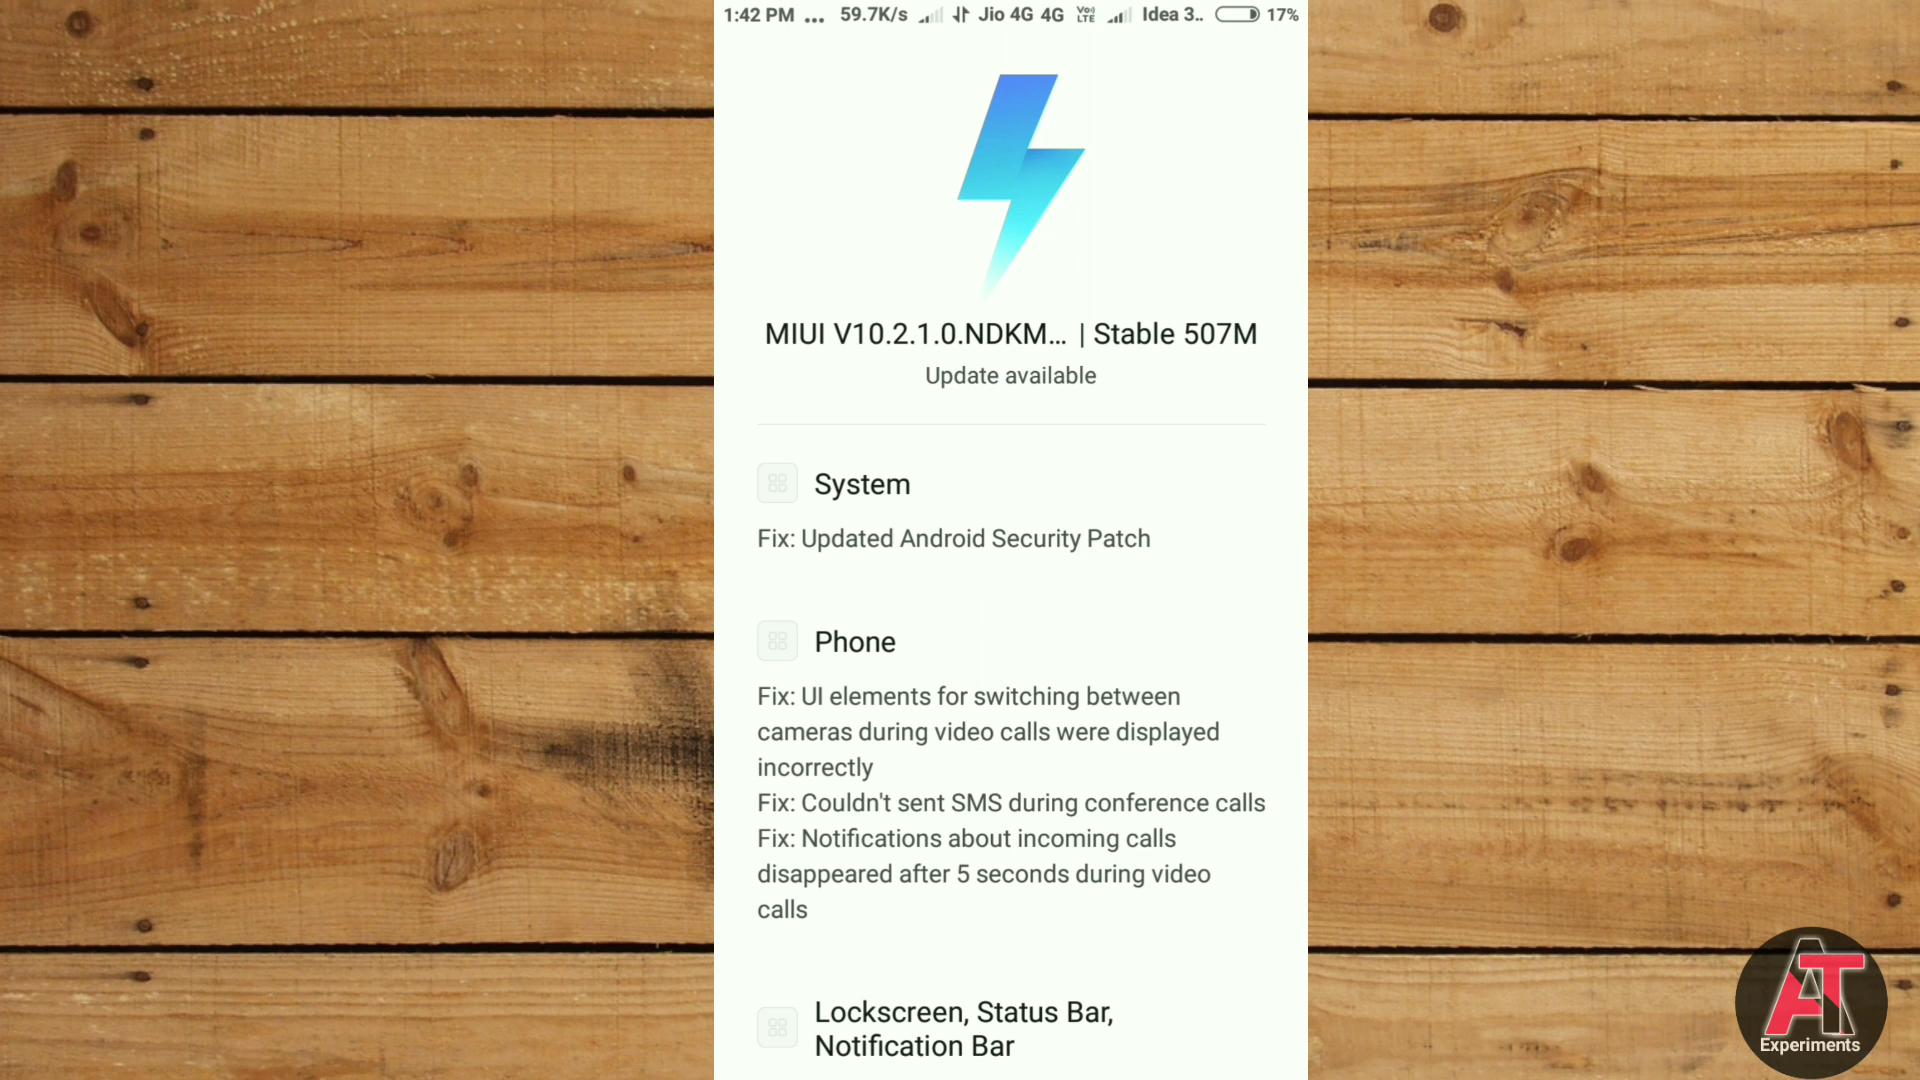 1:42 PM ... 59.7K/s Jio 4G 4G Vo)) LTE Idea 3.. 17%
MIUI V10.2.1.0.NDKM... | Stable 507M
Update available
System
Fix: Updated Android Security Patch
Phone
Fix: UI elements for switching between
cameras during video calls were displayed
incorrectly
Fix: Couldn't sent SMS during conference calls
Fix: Notifications about incoming calls
disappeared after 5 seconds during video
calls
Lockscreen, Status Bar,
Notification Bar
AT
Experiments